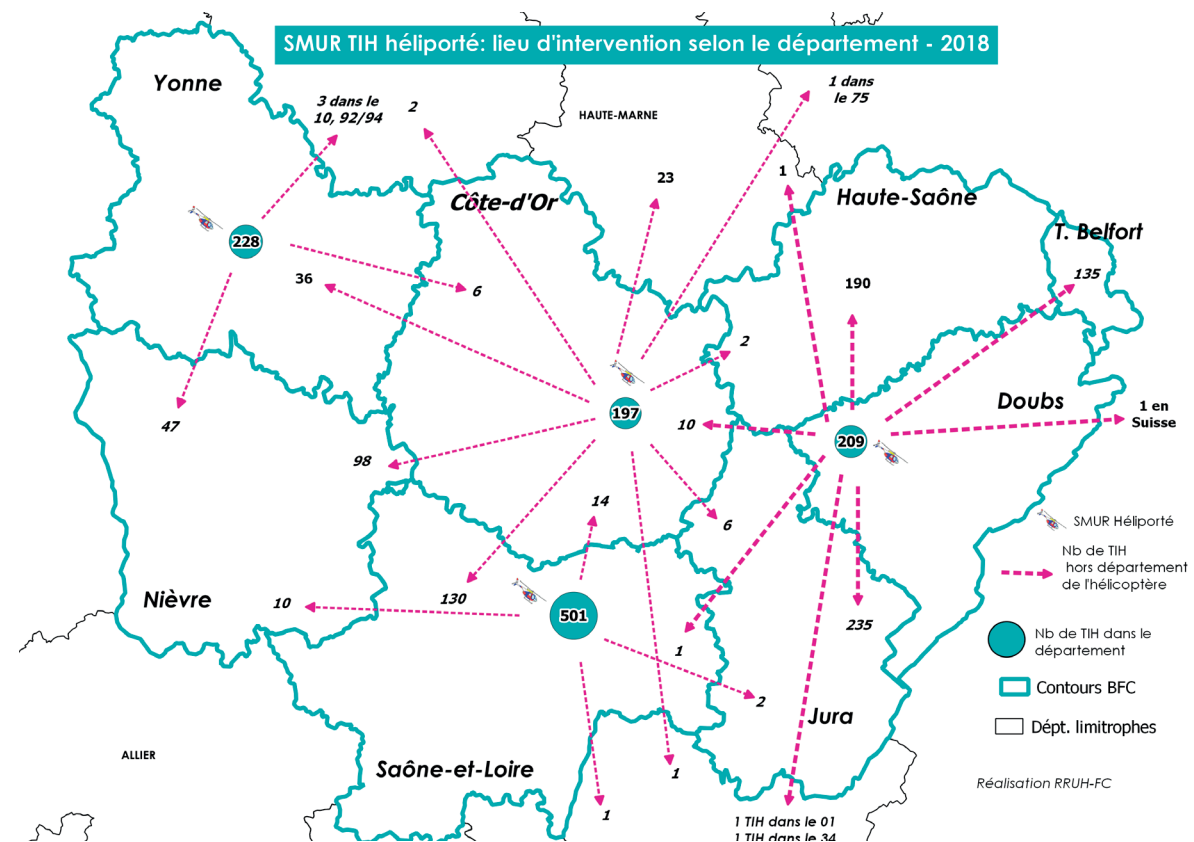 SMUR TIH héliporté: lieu d'intervention selon le département - 2018
Yonne
3 dans le
10, 92/94
2
HAUTE-MARNE
1 dans
le 75
23
1
Haute-Saône
Côte-d'Or
T. Belfort
228
36
6
190
135
2
47
197
10
209
Doubs
1 en
Suisse
98
14
6
SMUR Héliporté
Nb de TIH
hors département
de l'hélicoptère
Nièvre
10
130
501
1
235
Nb de TIH dans le
département
2
Jura
Contours BFC
Dépt. limitrophes
ALLIER
Saône-et-Loire
1
Réalisation RRUH-FC
1
1 TIH dans le 01
1 TIH dans le 34